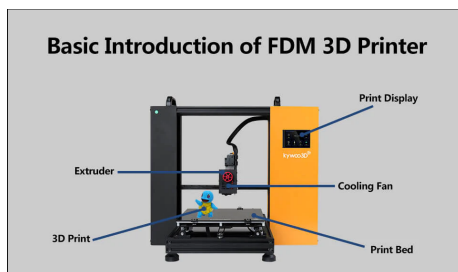 Basic Introduction of FDM 3D Printer
Print Display
Extruder
Cooling Fan
3D Print
Print Bed